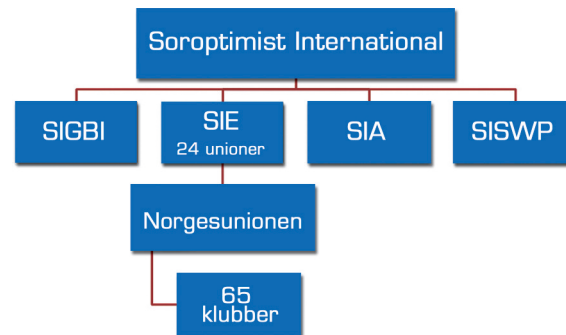 Soroptimist International
SIGBI
SIE
24 unioner
SIA
SISWP
Norgesunionen
65
klubber